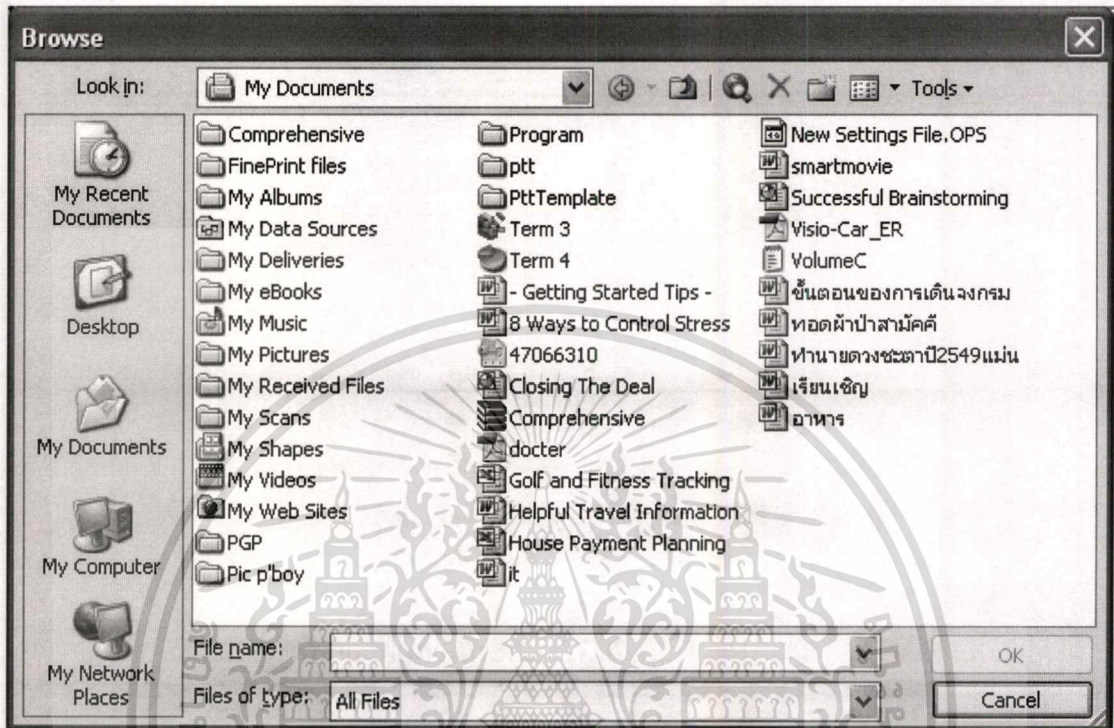 Browse
Look in:
My Documents
Tools
My Recent
Documents
Desktop
My Documents
My Computer
My Network
Places
Comprehensive
FinePrint files
My Albums
My Data Sources
My Deliveries
My eBooks
My Music
My Pictures
My Received Files
My Scans
My Shapes
My Videos
My Web Sites
PGP
Pic p'boy
Program
ptt
PttTemplate
Term 3
Term 4
- Getting Started Tips -
8 Ways to Control Stress
47066310
Closing The Deal
Comprehensive
docter
Golf and Fitness Tracking
Helpful Travel Information
House Payment Planning
it
New Settings File.OPS
smartmovie
Successful Brainstorming
Visio-Car_ER
VolumeC
ขั้นตอนของการเดินจงกรม
ทอดผ้าป่าสามัคคี
ทำนายดวงชะตาปี2549แม่น
เรียนเชิญ
อาหาร
File name:
OK
Files of type:
All Files
Cancel